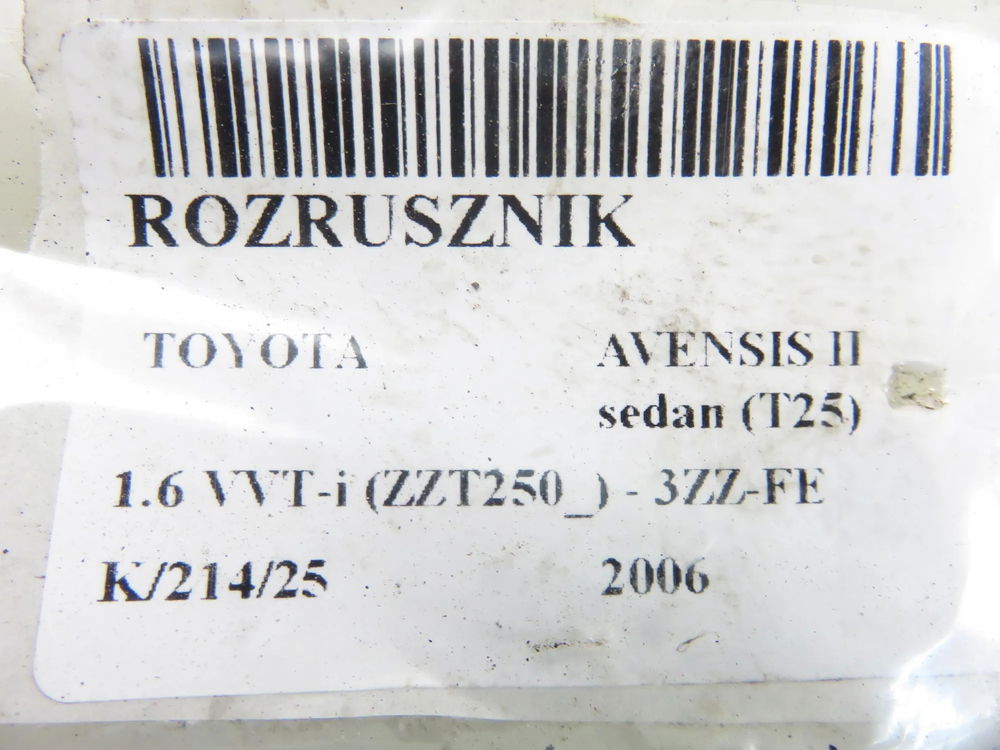 ROZRUSZNIK
TOYOTA AVENSIS II
sedan (T25)
1.6 VVT-i (ZZT250_) - 3ZZ-FE
K/214/25 2006